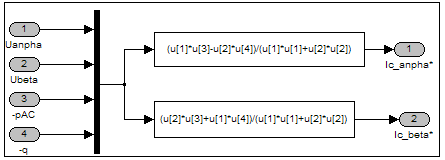 1
Uanpha
2
Ubeta
3
-pAC
4
-q
(u[1]*u[3]-u[2]*u[4])/(u[1]*u[1]+u[2]*u[2])
(u[2]*u[3]+u[1]*u[4])/(u[1]*u[1]+u[2]*u[2])
1
Ic_anpha*
2
Ic_beta*